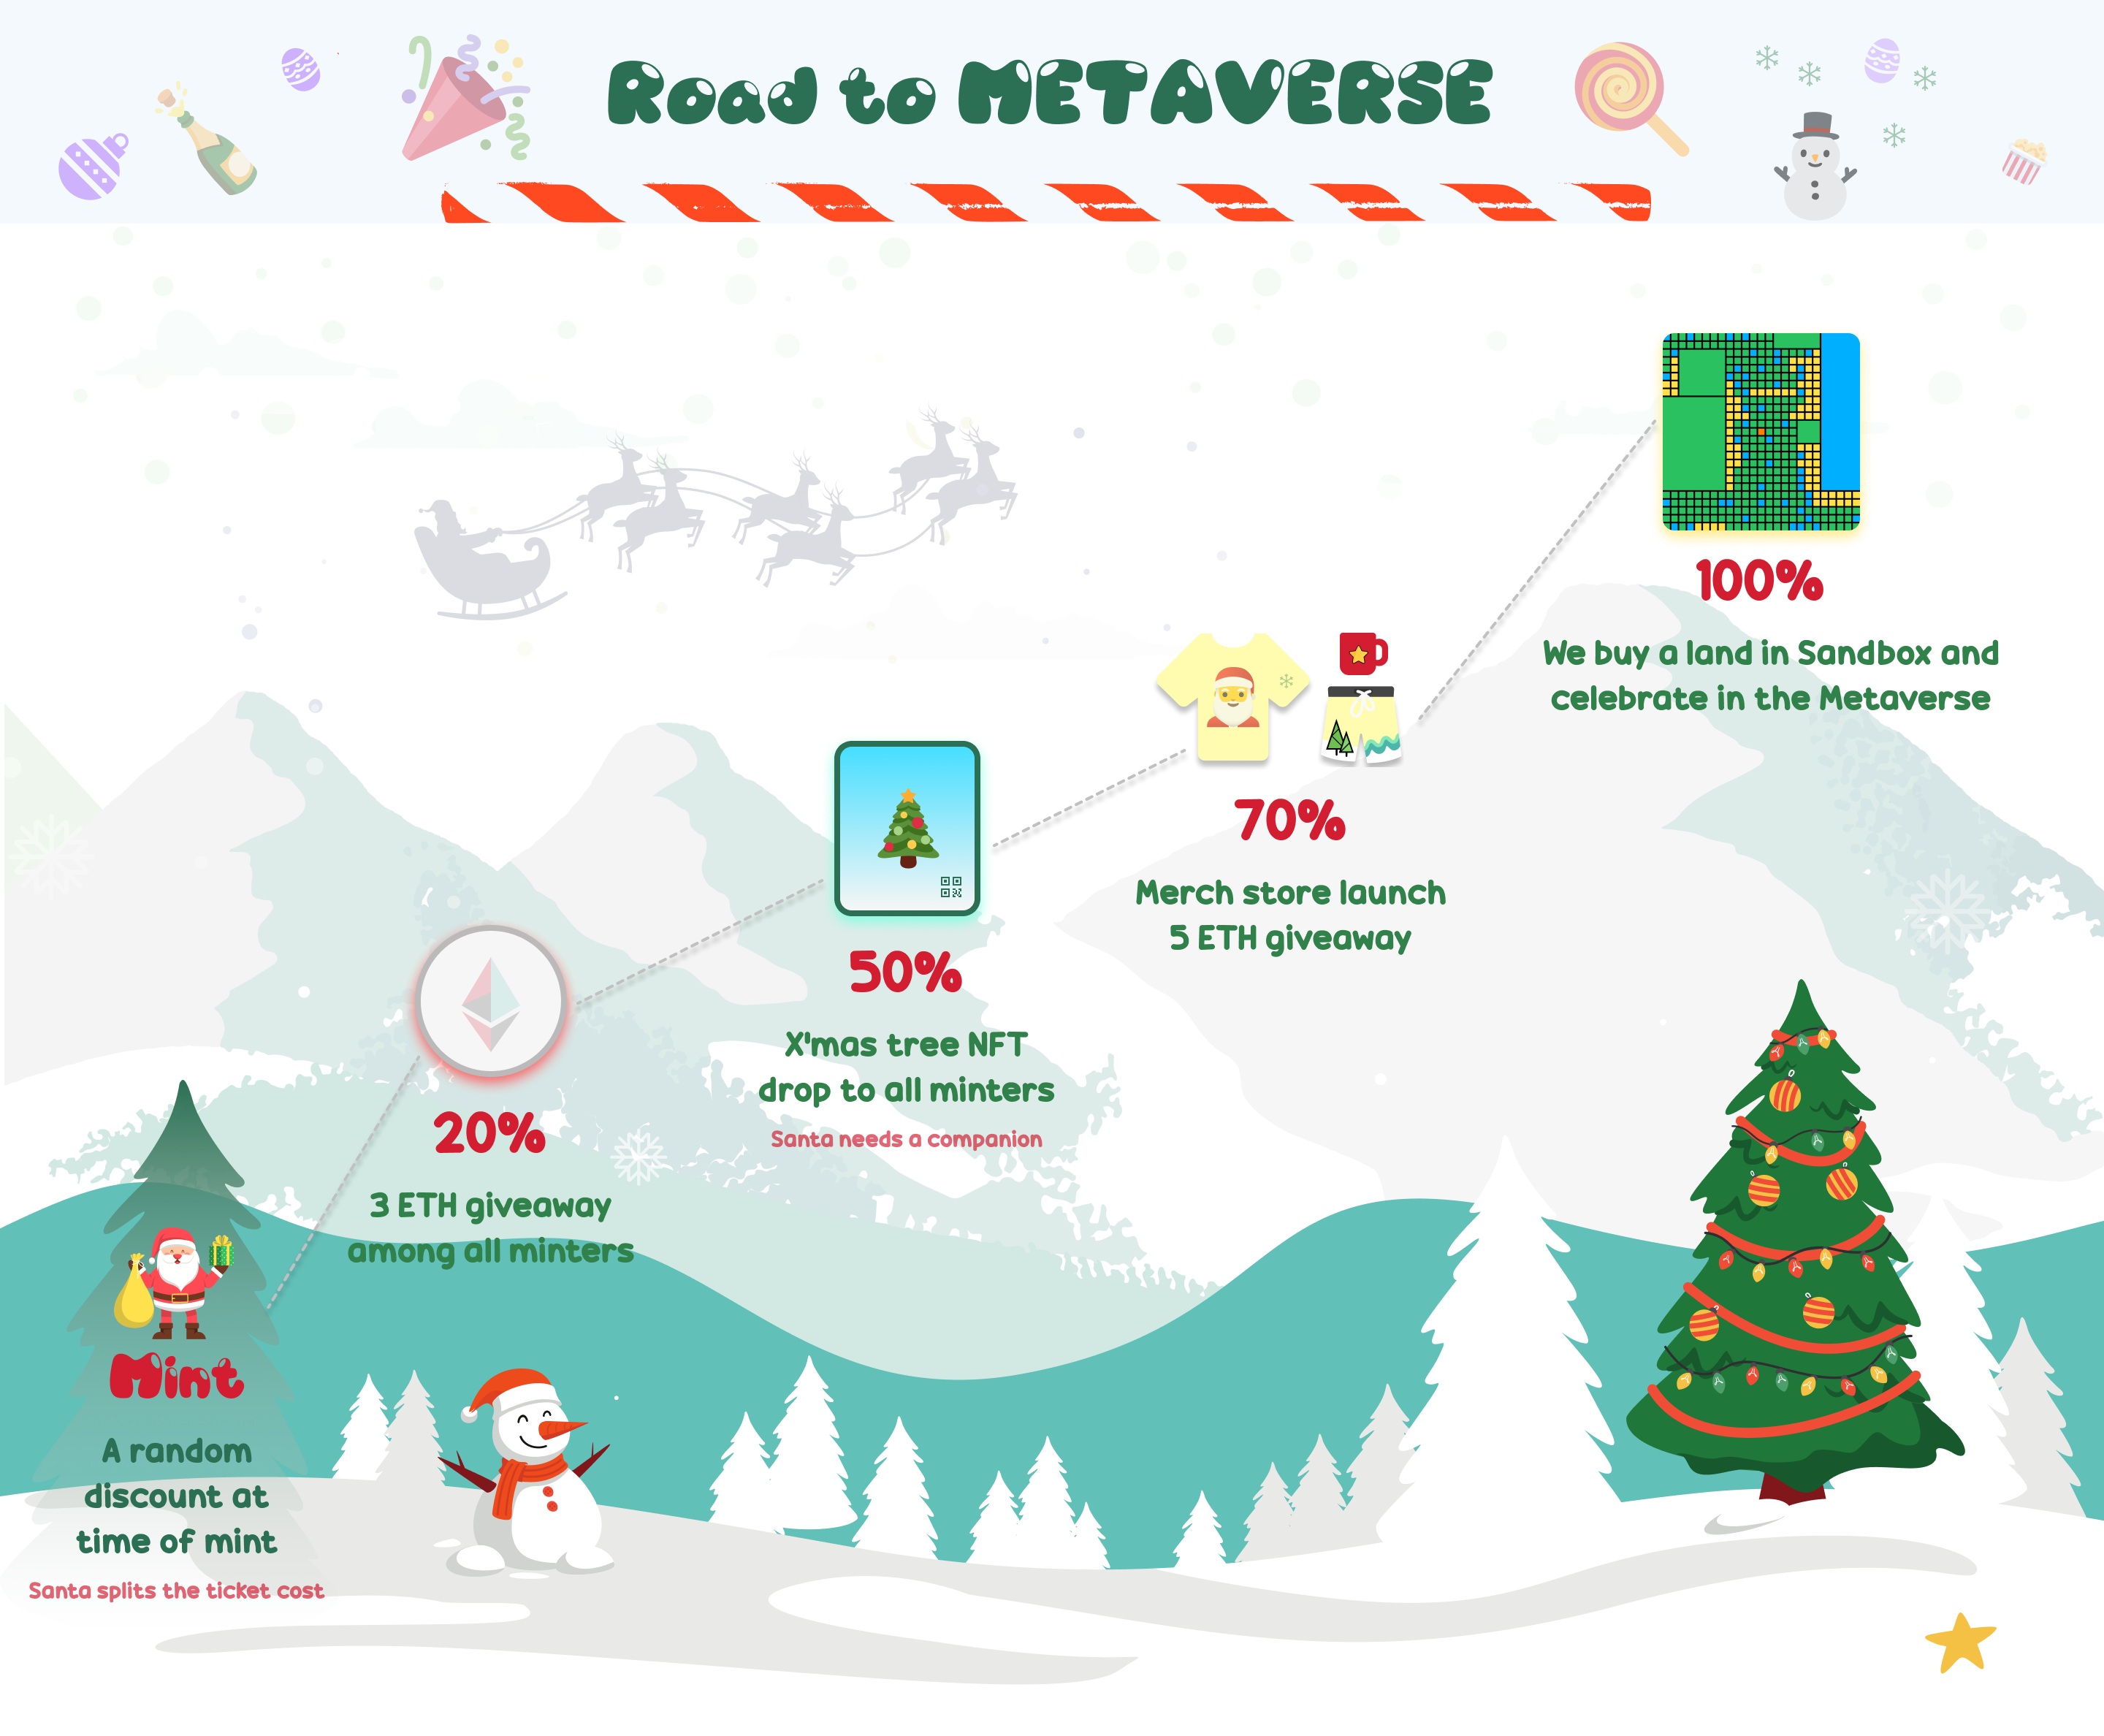 Road to METAVERSE
100%
We buy a land in Sandbox and
celebrate in the Metaverse
70%
Merch store launch
5 ETH giveaway
50%
X'mas tree NFT
drop to all minters
Santa needs a companion
20%
3 ETH giveaway
among all minters
Mint
A random
discount at
time of mint
Santa splits the ticket cost